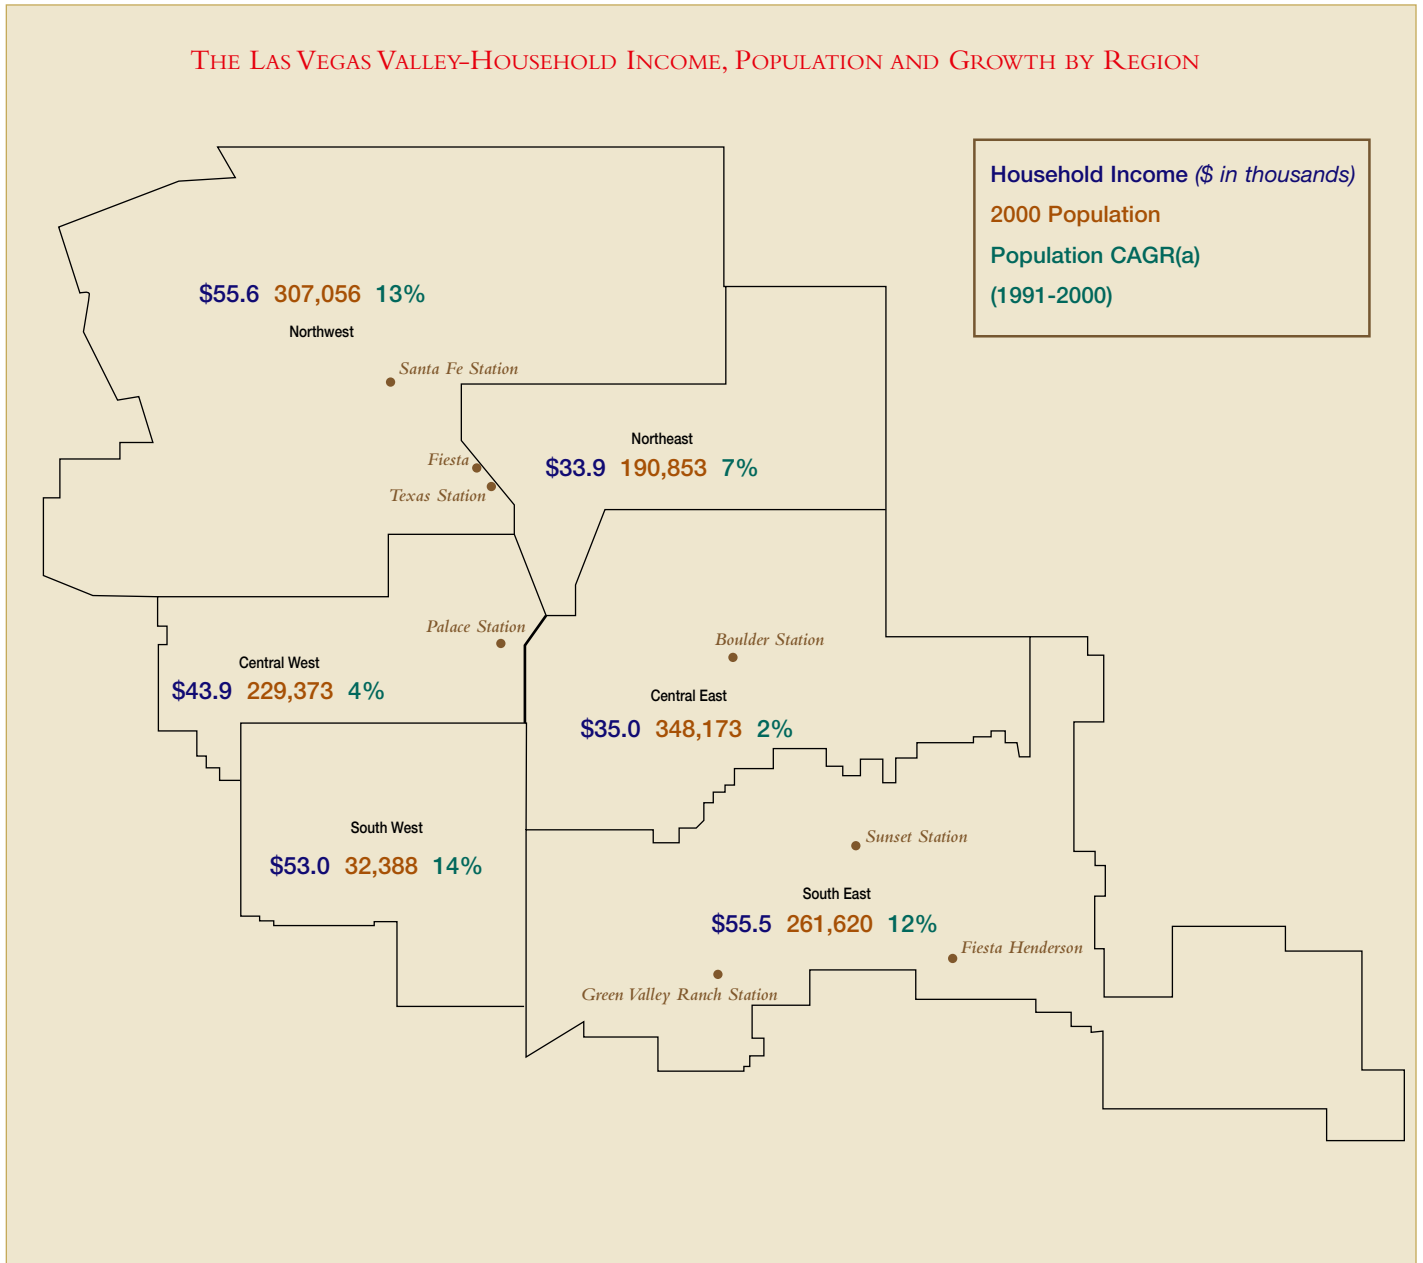 The Las Vegas Valley-Household Income, Population and Growth by Region
Household Income ($ in thousands)
2000 Population
Population CAGR(a)
(1991-2000)
$55.6 307,056 13%
Northwest
Santa Fe Station
Northeast
$33.9 190,853 7%
Fiesta
Texas Station
Palace Station
Central West
$43.9 229,373 4%
Boulder Station
Central East
$35.0 348,173 2%
South West
$53.0 32,388 14%
Sunset Station
South East
$55.5 261,620 12%
Fiesta Henderson
Green Valley Ranch Station